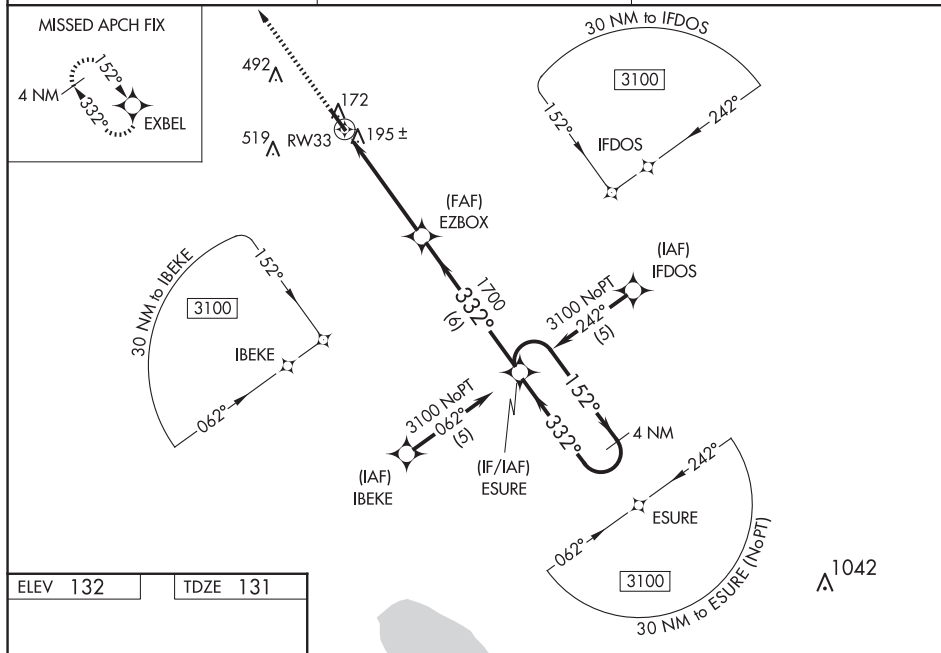 MISSED APCH FIX
152°
4 NM
332°
EXBEL
492
172
519
RW33
195 ±
30 NM to IFDOS
3100
152°
242°
IFDOS
(FAF)
EZBOX
30 NM to IBEKE
152°
3100
IBEKE
062°
1700
332°
(6)
(IAF)
IFDOS
3100 NoPT
242°
(5)
152°
332°
4 NM
3100 NoPT
062°
(5)
(IAF)
IBEKE
(IF/IAF)
ESURE
242°
ESURE
062°
3100
30 NM to ESURE (NoPT)
1042
ELEV 132
TDZE 131